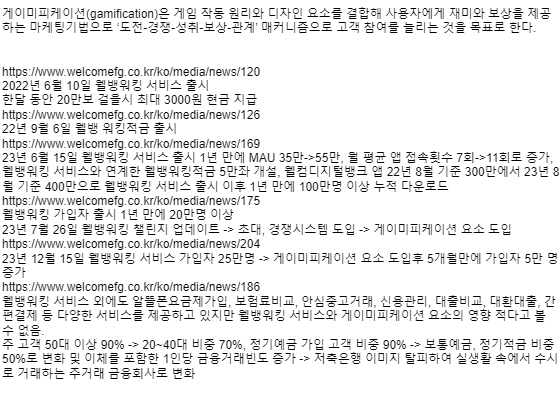 게이미피케이션(gamification)은 게임 작동 원리와 디자인 요소를 결합해 사용자에게 재미와 보상을 제공
하는 마케팅기법으로 ‘도전-경쟁-성취-보상-관계’ 매커니즘으로 고객 참여를 늘리는 것을 목표로 한다.
https://www.welcomefg.co.kr/ko/media/news/120
2022년 6월 10일 웰뱅워킹 서비스 출시
한달 동안 20만보 걸을시 최대 3000원 현금 지급
https://www.welcomefg.co.kr/ko/media/news/126
22년 9월 6일 웰뱅 워킹적금 출시
https://www.welcomefg.co.kr/ko/media/news/169
23년 6월 15일 웰뱅워킹 서비스 출시 1년 만에 MAU 35만->55만, 월 평균 앱 접속횟수 7회->11회로 증가,
웰뱅워킹 서비스와 연계한 웰뱅워킹적금 5만좌 개설, 웰컴디지털뱅크 앱 22년 8월 기준 300만에서 23년 8
월 기준 400만으로 웰뱅워킹 서비스 출시 이후 1년 만에 100만명 이상 누적 다운로드
https://www.welcomefg.co.kr/ko/media/news/175
웰뱅워킹 가입자 출시 1년 만에 20만명 이상
23년 7월 26일 웰뱅워킹 챌린지 업데이트 -> 초대, 경쟁시스템 도입 -> 게이미피케이션 요소 도입
https://www.welcomefg.co.kr/ko/media/news/204
23년 12월 15일 웰뱅워킹 서비스 가입자 25만명 -> 게이미피케이션 요소 도입후 5개월만에 가입자 5만 명
증가
https://www.welcomefg.co.kr/ko/media/news/186
웰뱅워킹 서비스 외에도 알뜰폰요금제가입, 보험료비교, 안심중고거래, 신용관리, 대출비교, 대환대출, 간
편결제 등 다양한 서비스를 제공하고 있지만 웰뱅워킹 서비스와 게이미피케이션 요소의 영향 적다고 볼
수 없음.
주 고객 50대 이상 90% -> 20~40대 비중 70%, 정기예금 가입 고객 비중 90% -> 보통예금, 정기적금 비중
50%로 변화 및 이체를 포함한 1인당 금융거래빈도 증가 -> 저축은행 이미지 탈피하여 실생활 속에서 수시
로 거래하는 주거래 금융회사로 변화